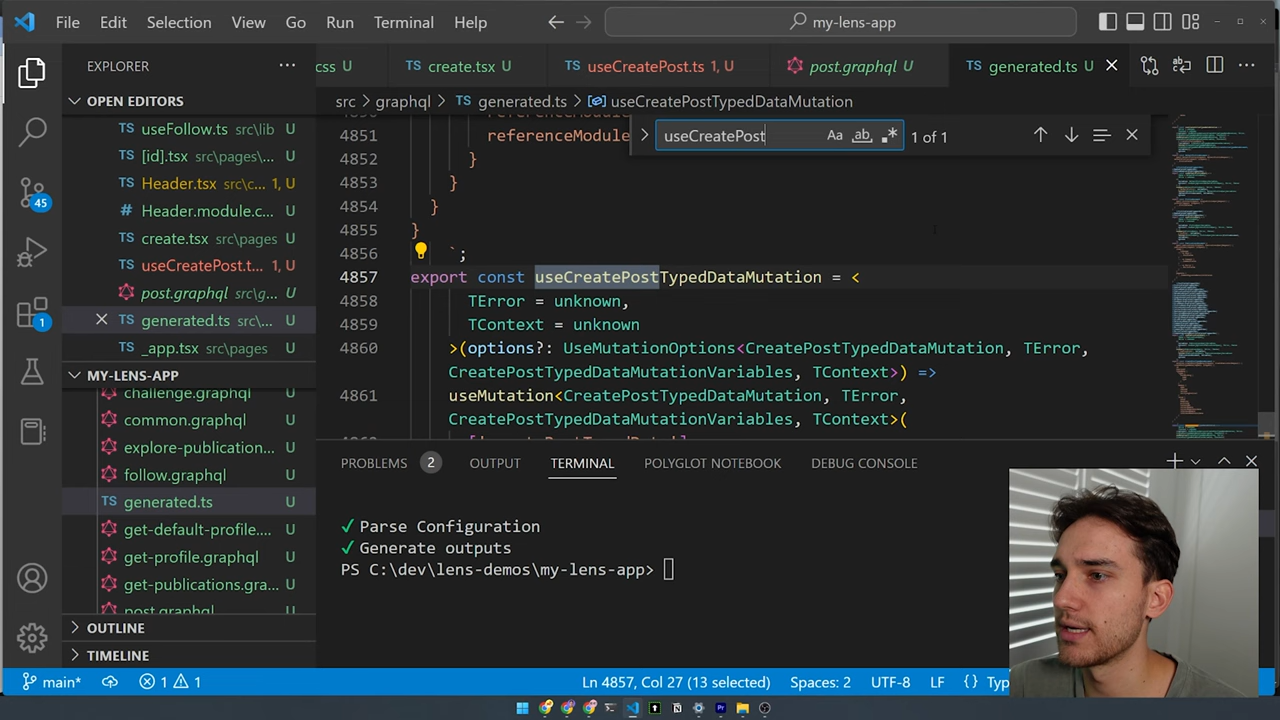 File Edit Selection View Go Run Terminal Help
my-lens-app
EXPLORER
OPEN EDITORS
useFollow.ts src\lib U
[id].tsx src\pages\... U
Header.tsx src\c... 1, U
Header.module.c... U
create.tsx src\pages U
useCreatePost.t... 1, U
post.graphql src\g... U
generated.ts src\... U
_app.tsx src\pages U
MY-LENS-APP
challenge.graphql U
common.graphql U
explore-publication... U
follow.graphql U
generated.ts U
get-default-profile.... U
get-profile.graphql U
get-publications.gra... U
post.graphql U
OUTLINE
TIMELINE
45
1
css U
create.tsx U
useCreatePost.ts 1, U
post.graphql U
generated.ts U
src > graphql > TS generated.ts > useCreatePostTypedDataMutation
useCreatePost
Aa ab 1 of 1
4851 referenceModule
4852 }
4853 }
4854 }
4855 }
4856 `;
4857 export const useCreatePostTypedDataMutation = <
4858 TError = unknown,
4859 TContext = unknown
4860 >(options?: UseMutationOptions<CreatePostTypedDataMutation, TError,
CreatePostTypedDataMutationVariables, TContext>) =>
4861 useMutation<CreatePostTypedDataMutation, TError,
CreatePostTypedDataMutationVariables, TContext>(
PROBLEMS 2 OUTPUT TERMINAL POLYGLOT NOTEBOOK DEBUG CONSOLE
✓ Parse Configuration
✓ Generate outputs
PS C:\dev\lens-demos\my-lens-app>
main* 1 1
Ln 4857, Col 27 (13 selected) Spaces: 2 UTF-8 LF {} Typ